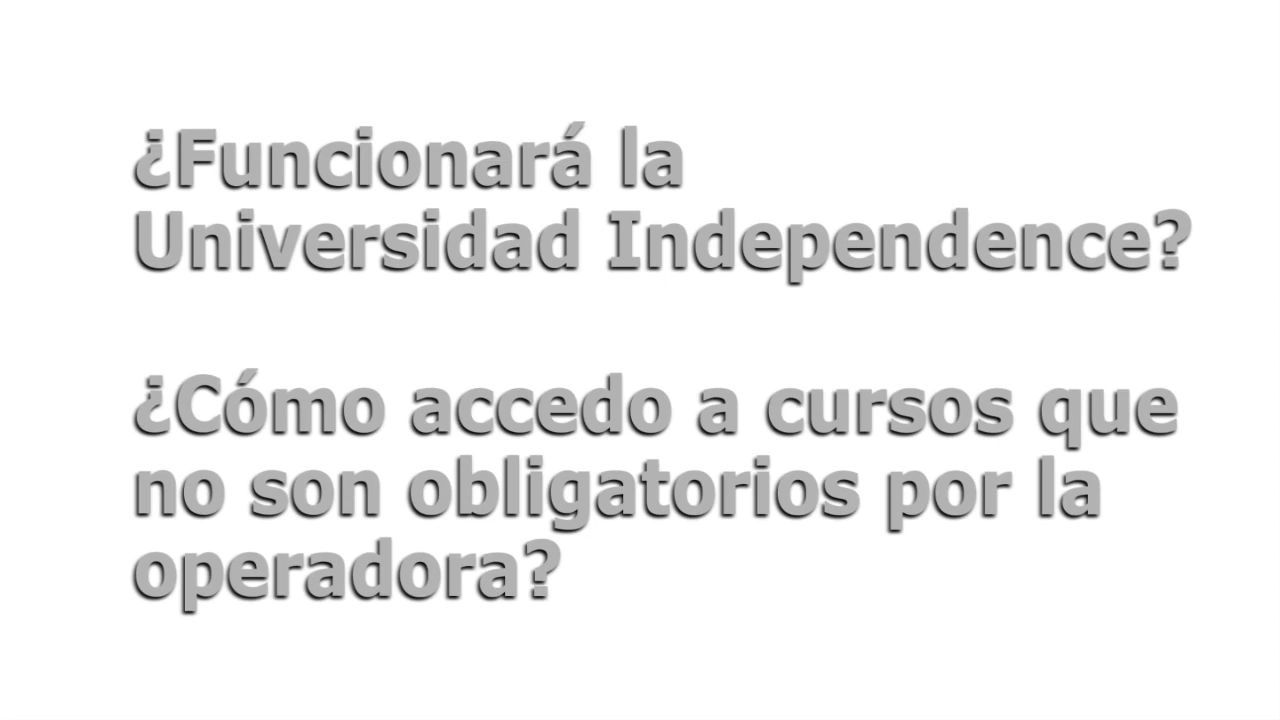 ¿Funcionará la
Universidad Independence?
¿Cómo accedo a cursos que
no son obligatorios por la
operadora?